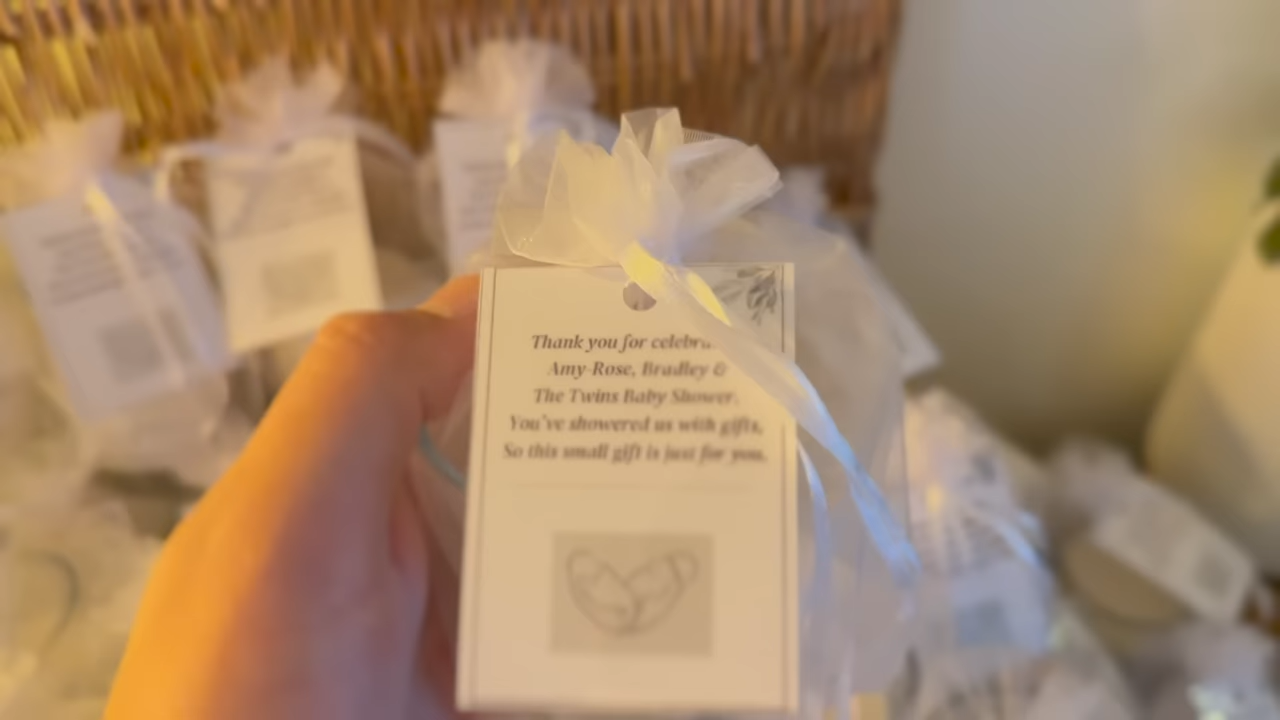 Thank you for celebra
Amy-Rose, Bradley &
The Twins Baby Shower.
You've showered us with gifts,
So this small gift is just for you.